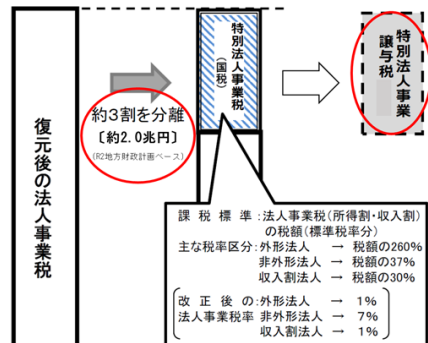 復元後の法人事業税
約3割を分離
〔約2.0兆円〕
(R2地方財政計画ベース)
特別法人事業税
(国税)
特別法人事業
譲与税
課税標準:法人事業税(所得割・収入割)
の税額(標準税率分)
主な税率区分:外形法人 → 税額の260%
非外形法人 → 税額の37%
収入割法人 → 税額の30%
改正後の:外形法人 → 1%
法人事業税率 非外形法人 → 7%
収入割法人 → 1%